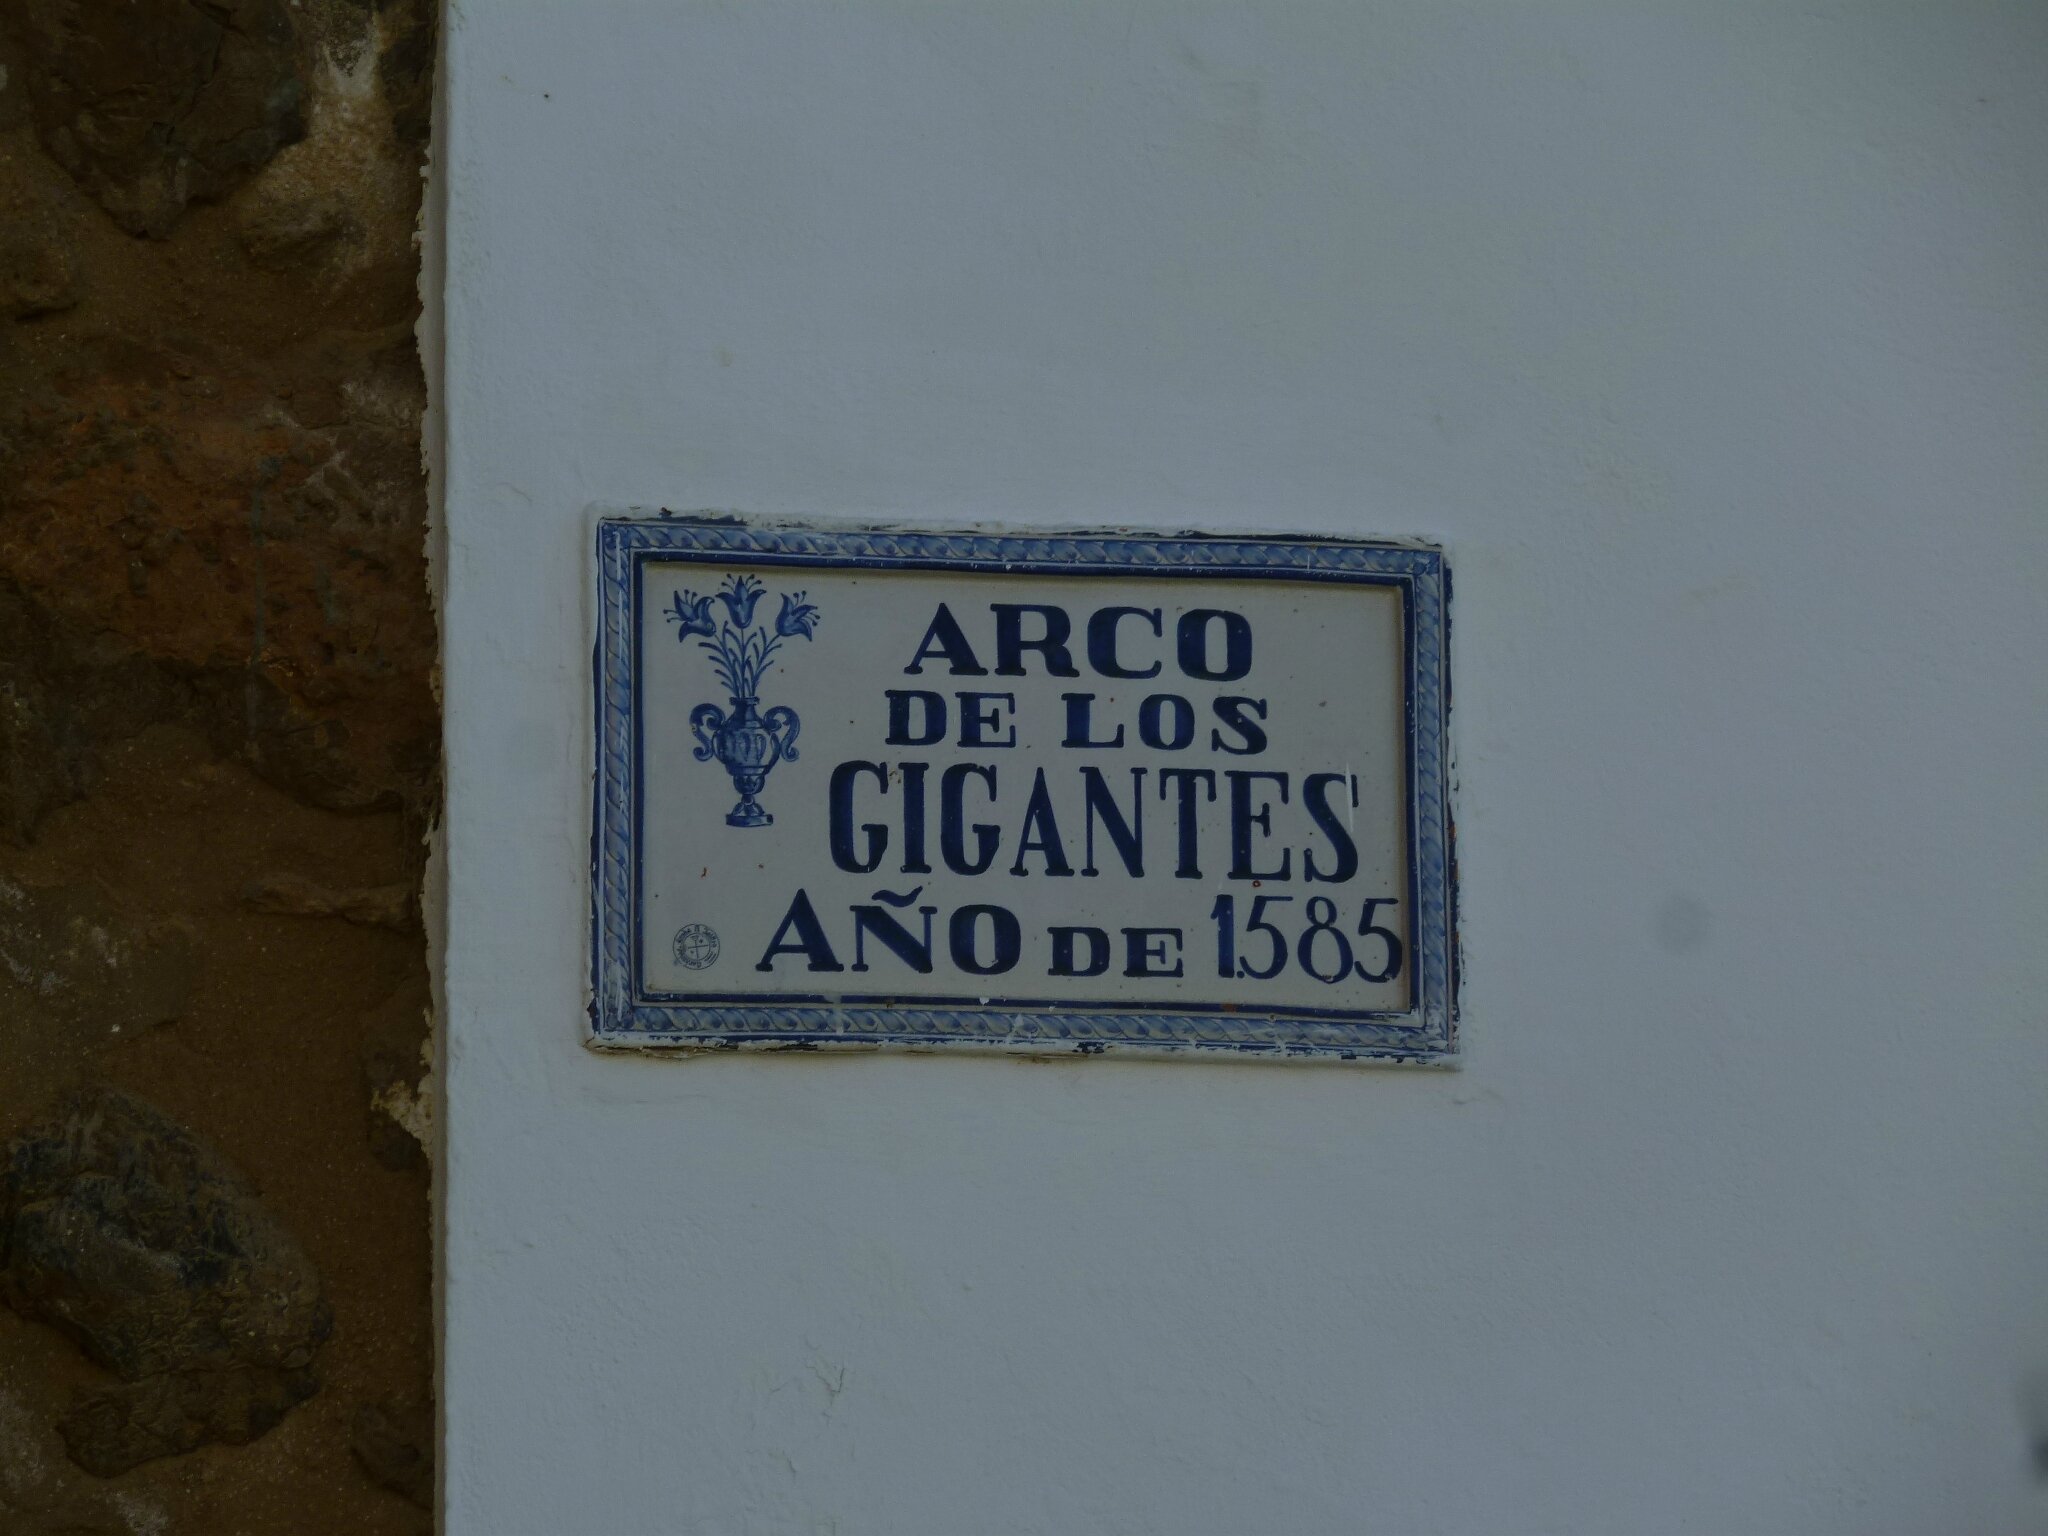 ARCO
DE LOS
GIGANTES
AÑO DE 1.585